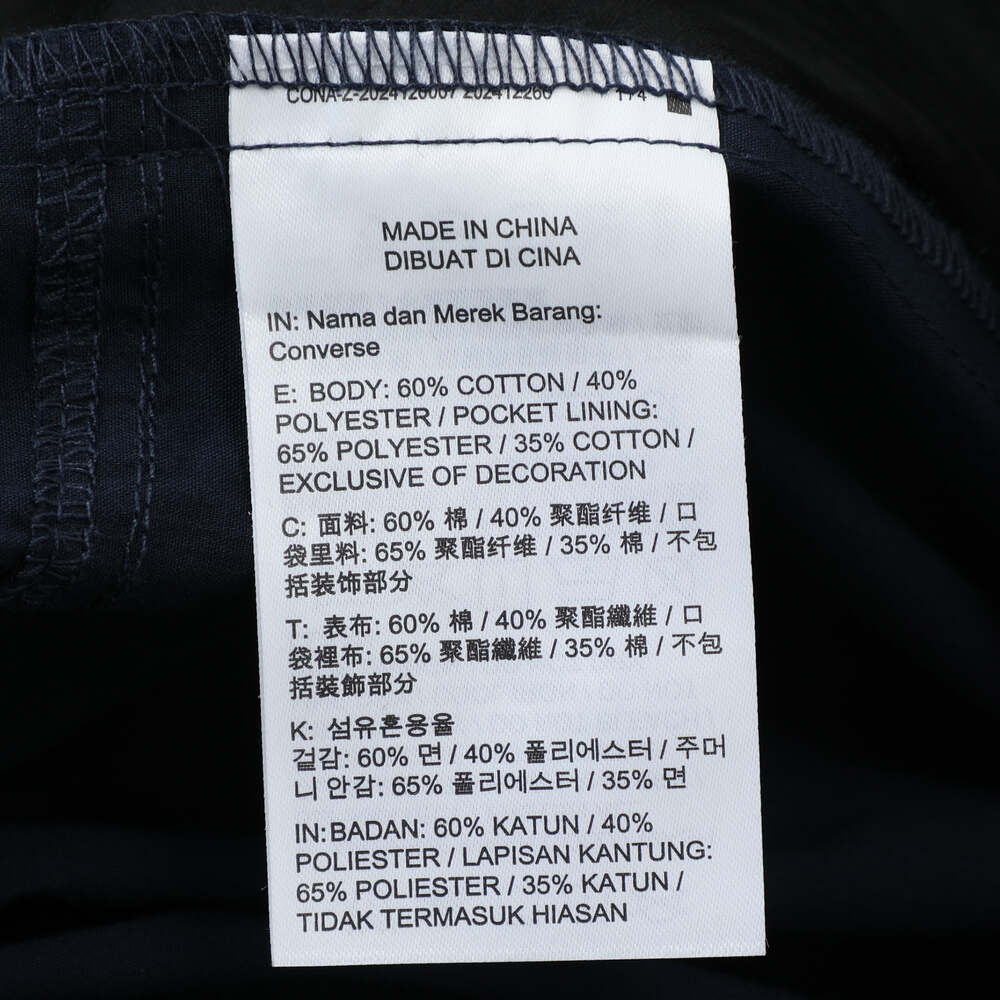 MADE IN CHINA
DIBUAT DI CINA
IN: Nama dan Merek Barang:
Converse
E: BODY: 60% COTTON / 40%
POLYESTER / POCKET LINING:
65% POLYESTER / 35% COTTON /
EXCLUSIVE OF DECORATION
C: 面料: 60% 棉 / 40% 聚酯纤维 / 口
袋里料: 65% 聚酯纤维 / 35% 棉 / 不包
括装饰部分
T: 表布: 60% 棉 / 40% 聚酯纖維 / 口
袋裡布: 65% 聚酯纖維 / 35% 棉 / 不包
括裝飾部分
K: 섬유혼용율
겉감: 60% 면 / 40% 폴리에스터 / 주머
니 안감: 65% 폴리에스터 / 35% 면
IN:BADAN: 60% KATUN / 40%
POLIESTER / LAPISAN KANTUNG:
65% POLIESTER / 35% KATUN /
TIDAK TERMASUK HIASAN